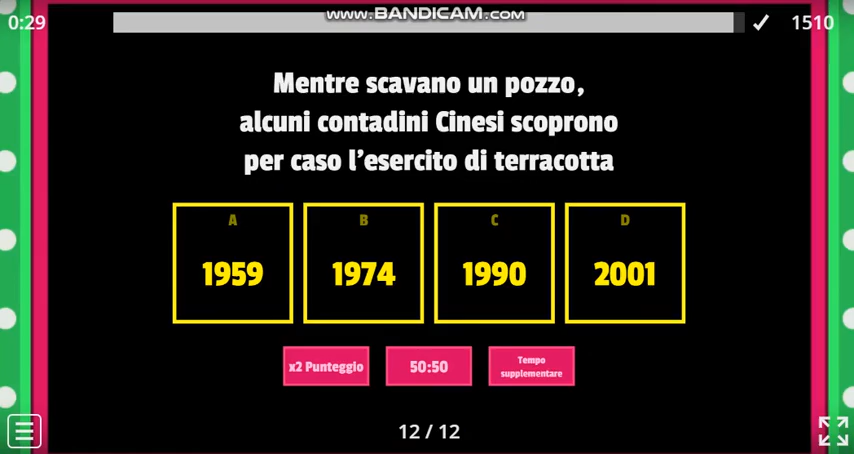 0:29
www.BANDICAM.com
1510
Mentre scavano un pozzo,
alcuni contadini Cinesi scoprono
per caso l'esercito di terracotta
A
B
C
D
1959
1974
1990
2001
x2 Punteggio
50:50
Tempo
supplementare
12 / 12